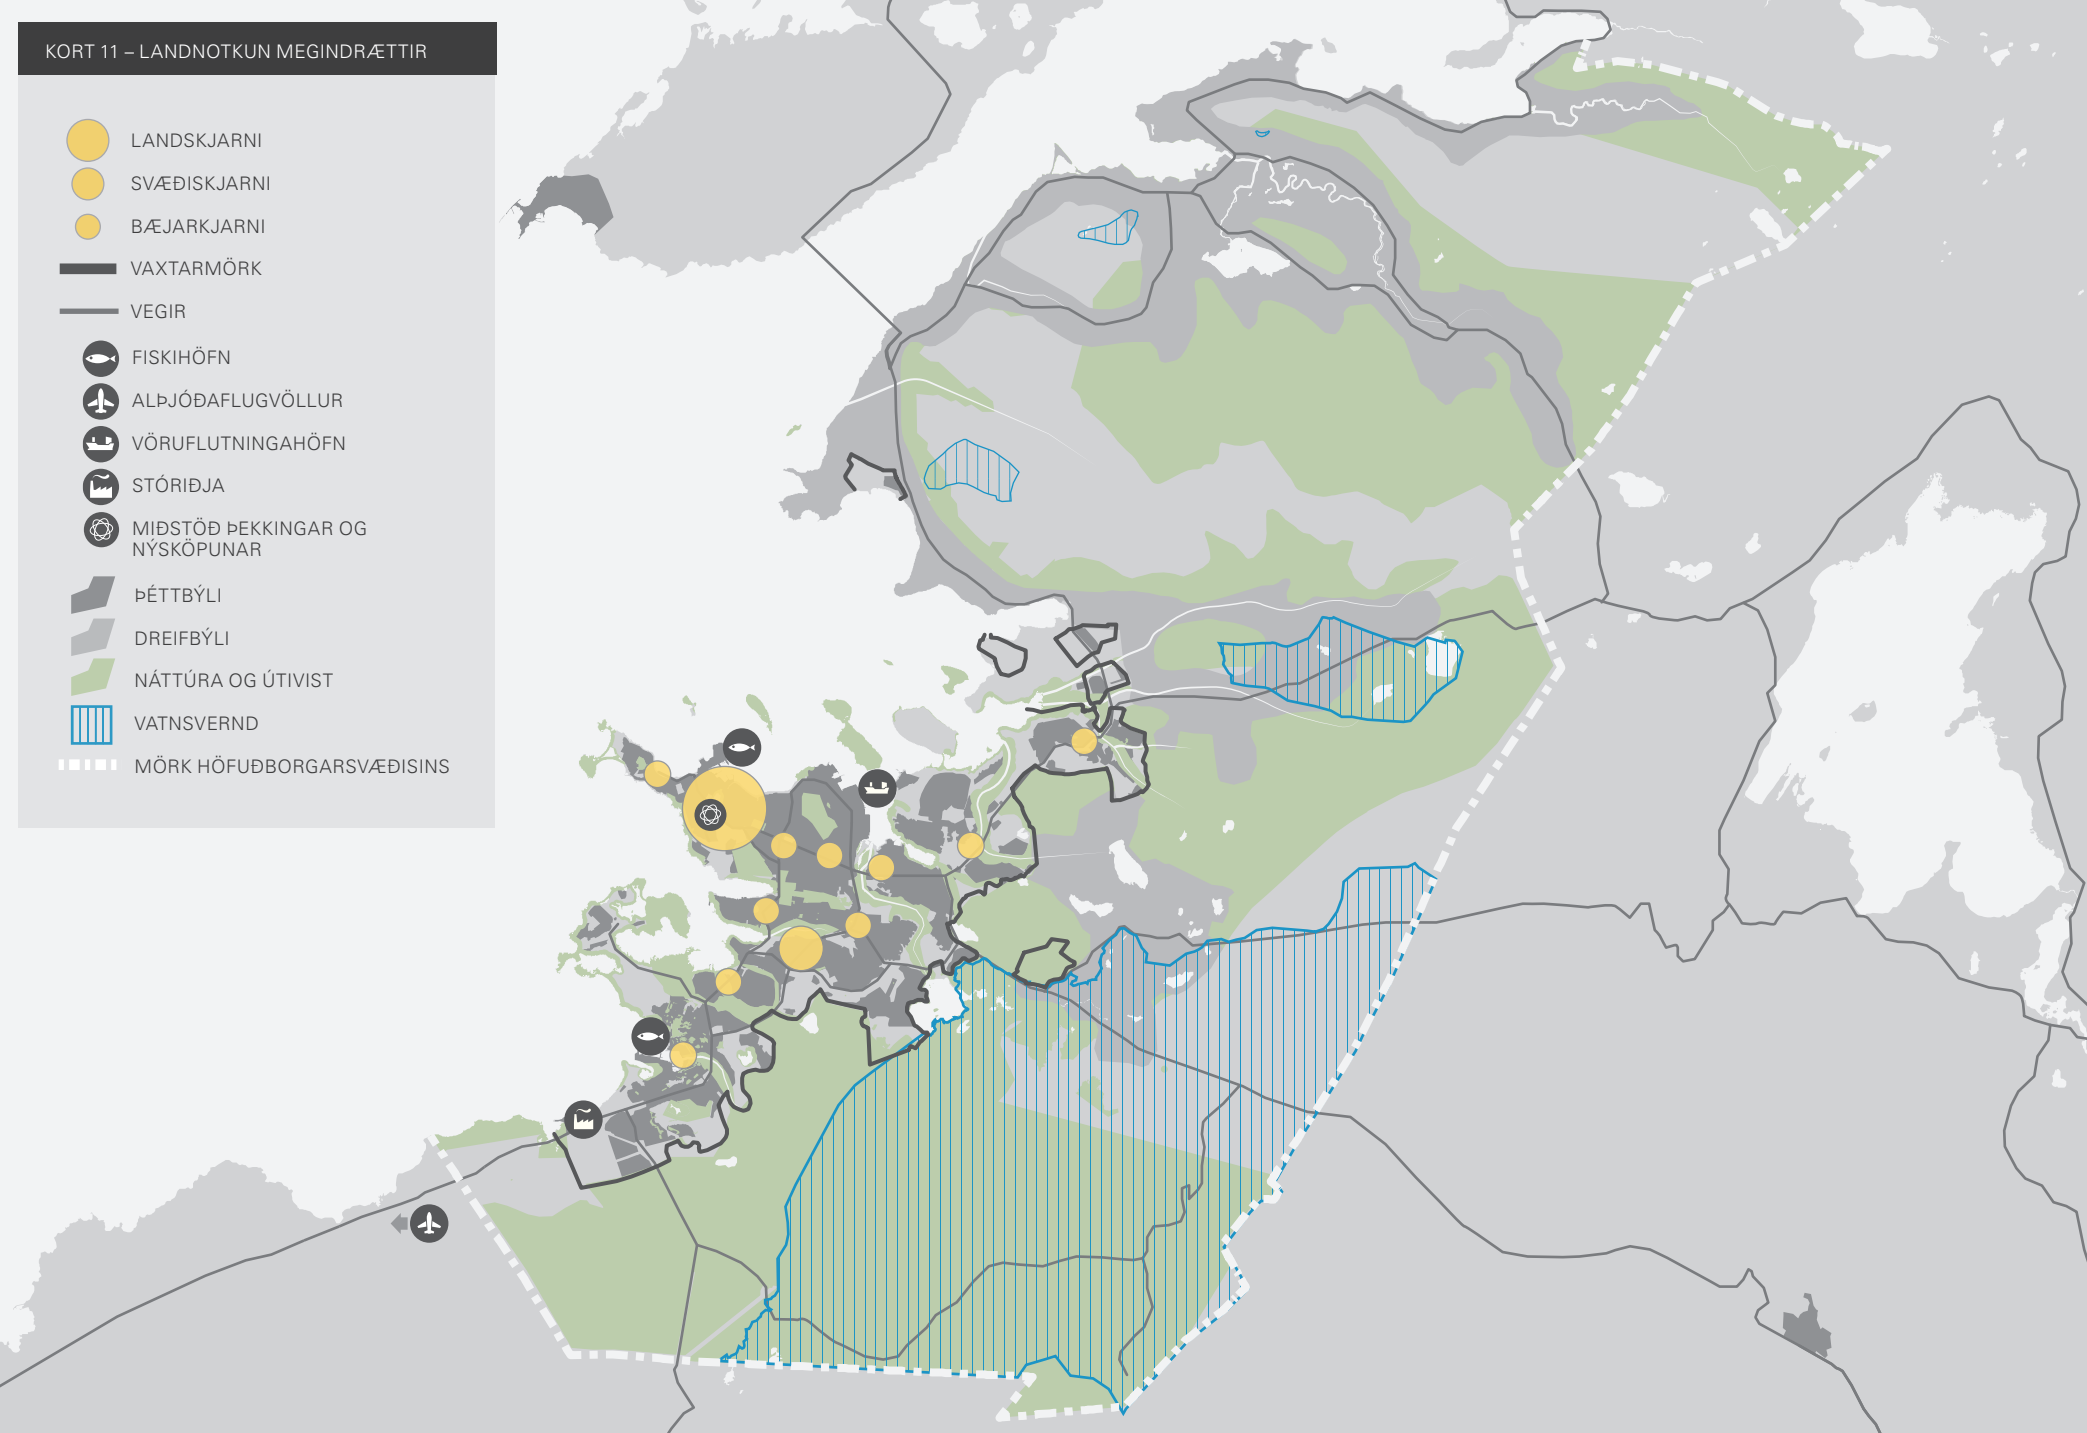 KORT 11 – LANDNOTKUN MEGINDRÆTTIR
LANDSKJARNI
SVÆÐISKJARNI
BÆJARKJARNI
VAXTARMÖRK
VEGIR
FISKIHÖFN
ALÞJÓÐAFLUGVÖLLUR
VÖRUFLUTNINGAHÖFN
STÓRIÐJA
MIÐSTÖÐ ÞEKKINGAR OG
NÝSKÖPUNAR
ÞÉTTBÝLI
DREIFBÝLI
NÁTTÚRA OG ÚTIVIST
VATNSVERND
MÖRK HÖFUÐBORGARSVÆÐISINS